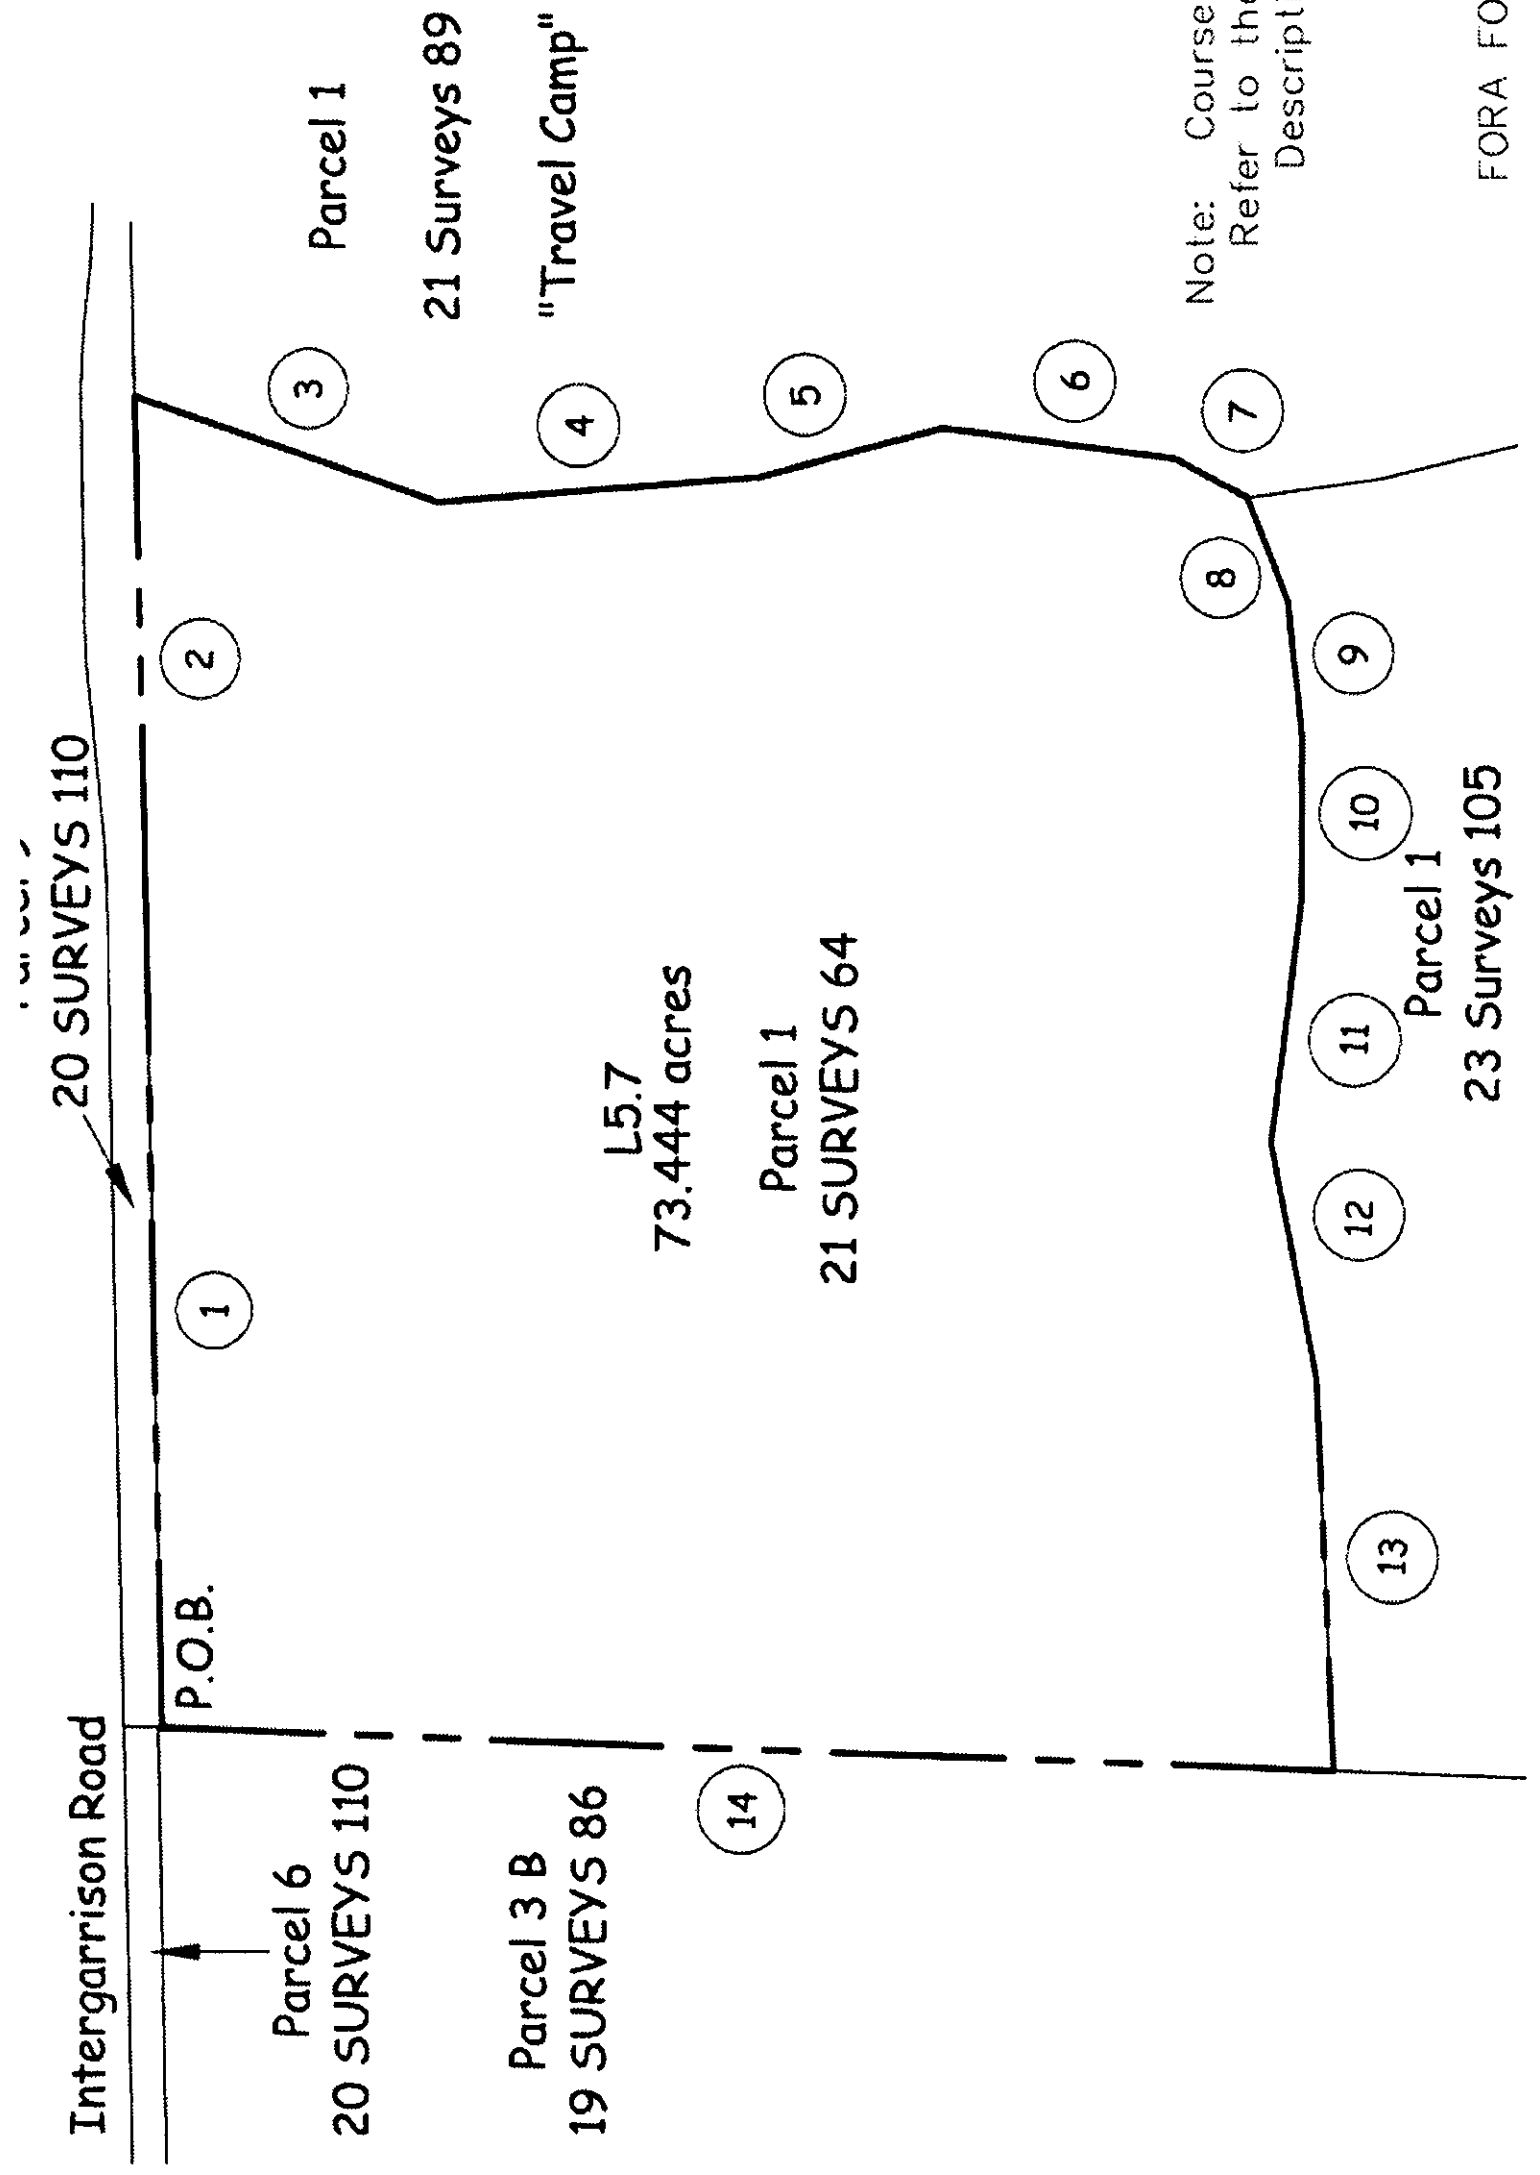 Intergarrison Road
P.O.B.
20 SURVEYS 110
Parcel 6
20 SURVEYS 110
Parcel 3 B
19 SURVEYS 86
1
2
3
4
5
6
7
8
9
10
11
12
13
14
L5.7
73.444 acres
Parcel 1
21 SURVEYS 64
Parcel 1
21 Surveys 89
"Travel Camp"
Parcel 1
23 Surveys 105
Note: Course
Refer to the
Descript
FORA FO